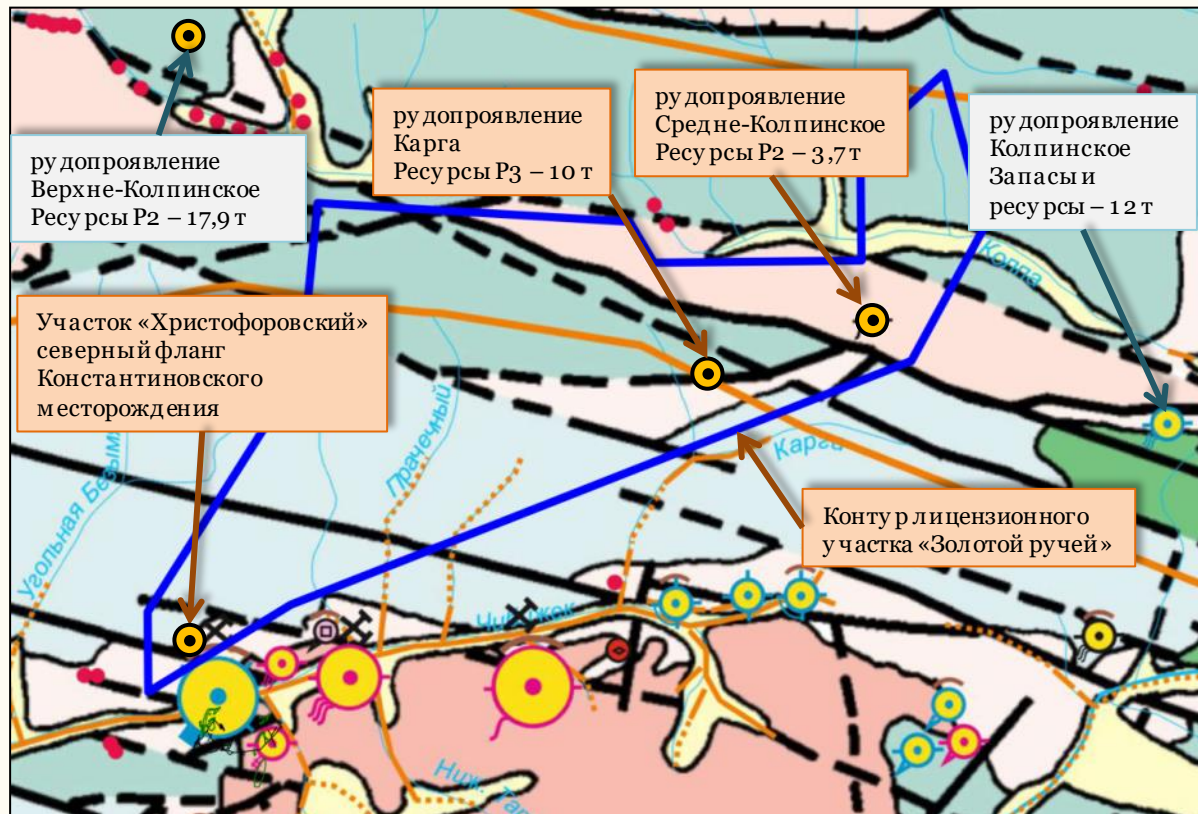 рудопроявление
Верхне-Колпинское
Ресурсы Р2 – 17,9 т
рудопроявление
Карга
Ресурсы Р3 – 10 т
рудопроявление
Средне-Колпинское
Ресурсы Р2 – 3,7 т
рудопроявление
Колпинское
Запасы и
ресурсы – 12 т
Колпа
Участок «Христофоровский»
северный фланг
Константиновского
месторождения
Угольная
Прачечный
Карга
Контур лицензионного
участка «Золотой ручей»
Ниж.